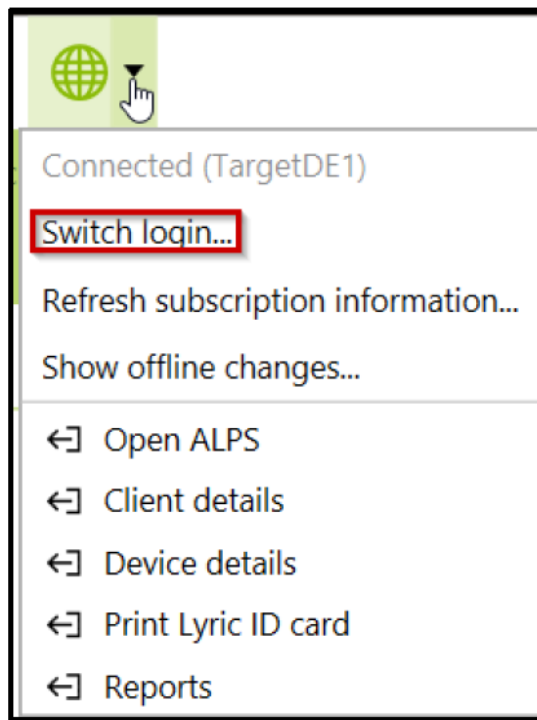 Connected (TargetDE1)
Switch login...
Refresh subscription information...
Show offline changes...
Open ALPS
Client details
Device details
Print Lyric ID card
Reports